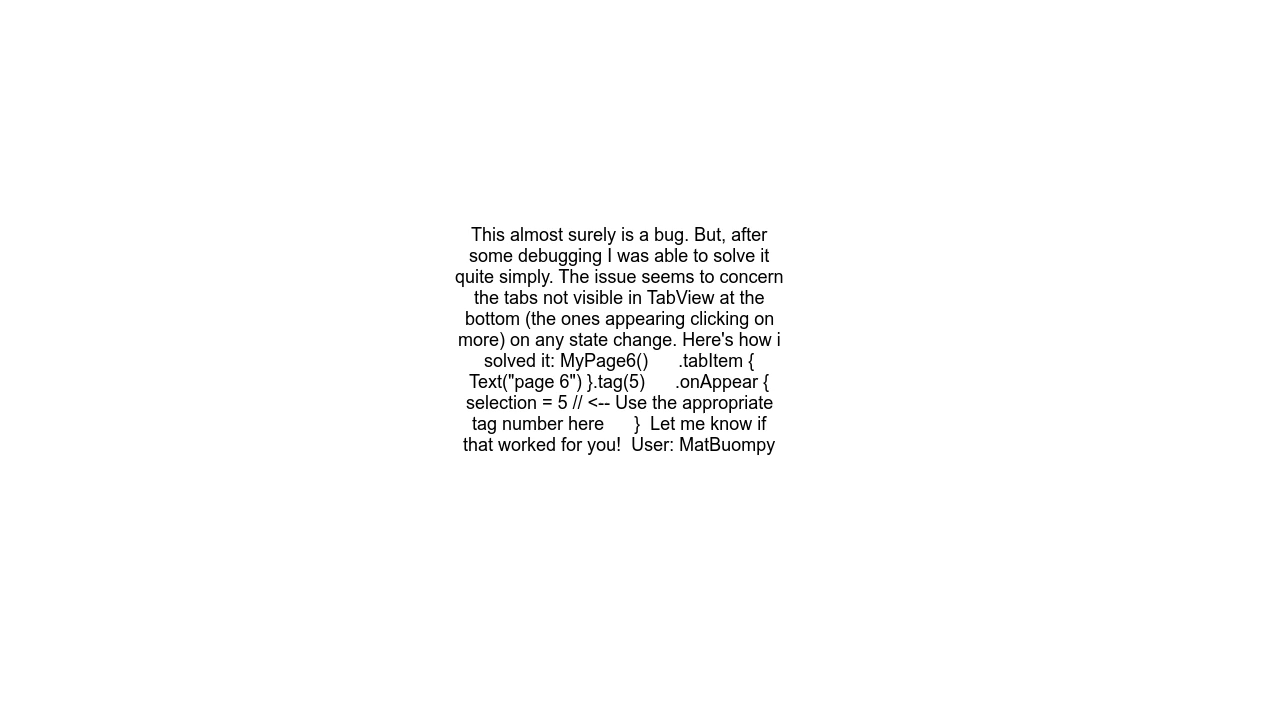 This almost surely is a bug. But, after
some debugging I was able to solve it
quite simply. The issue seems to concern
the tabs not visible in TabView at the
bottom (the ones appearing clicking on
more) on any state change. Here's how i
solved it: MyPage6()      .tabItem {
Text("page 6") }.tag(5)      .onAppear {
selection = 5 // <-- Use the appropriate
tag number here      }  Let me know if
that worked for you!  User: MatBuompy